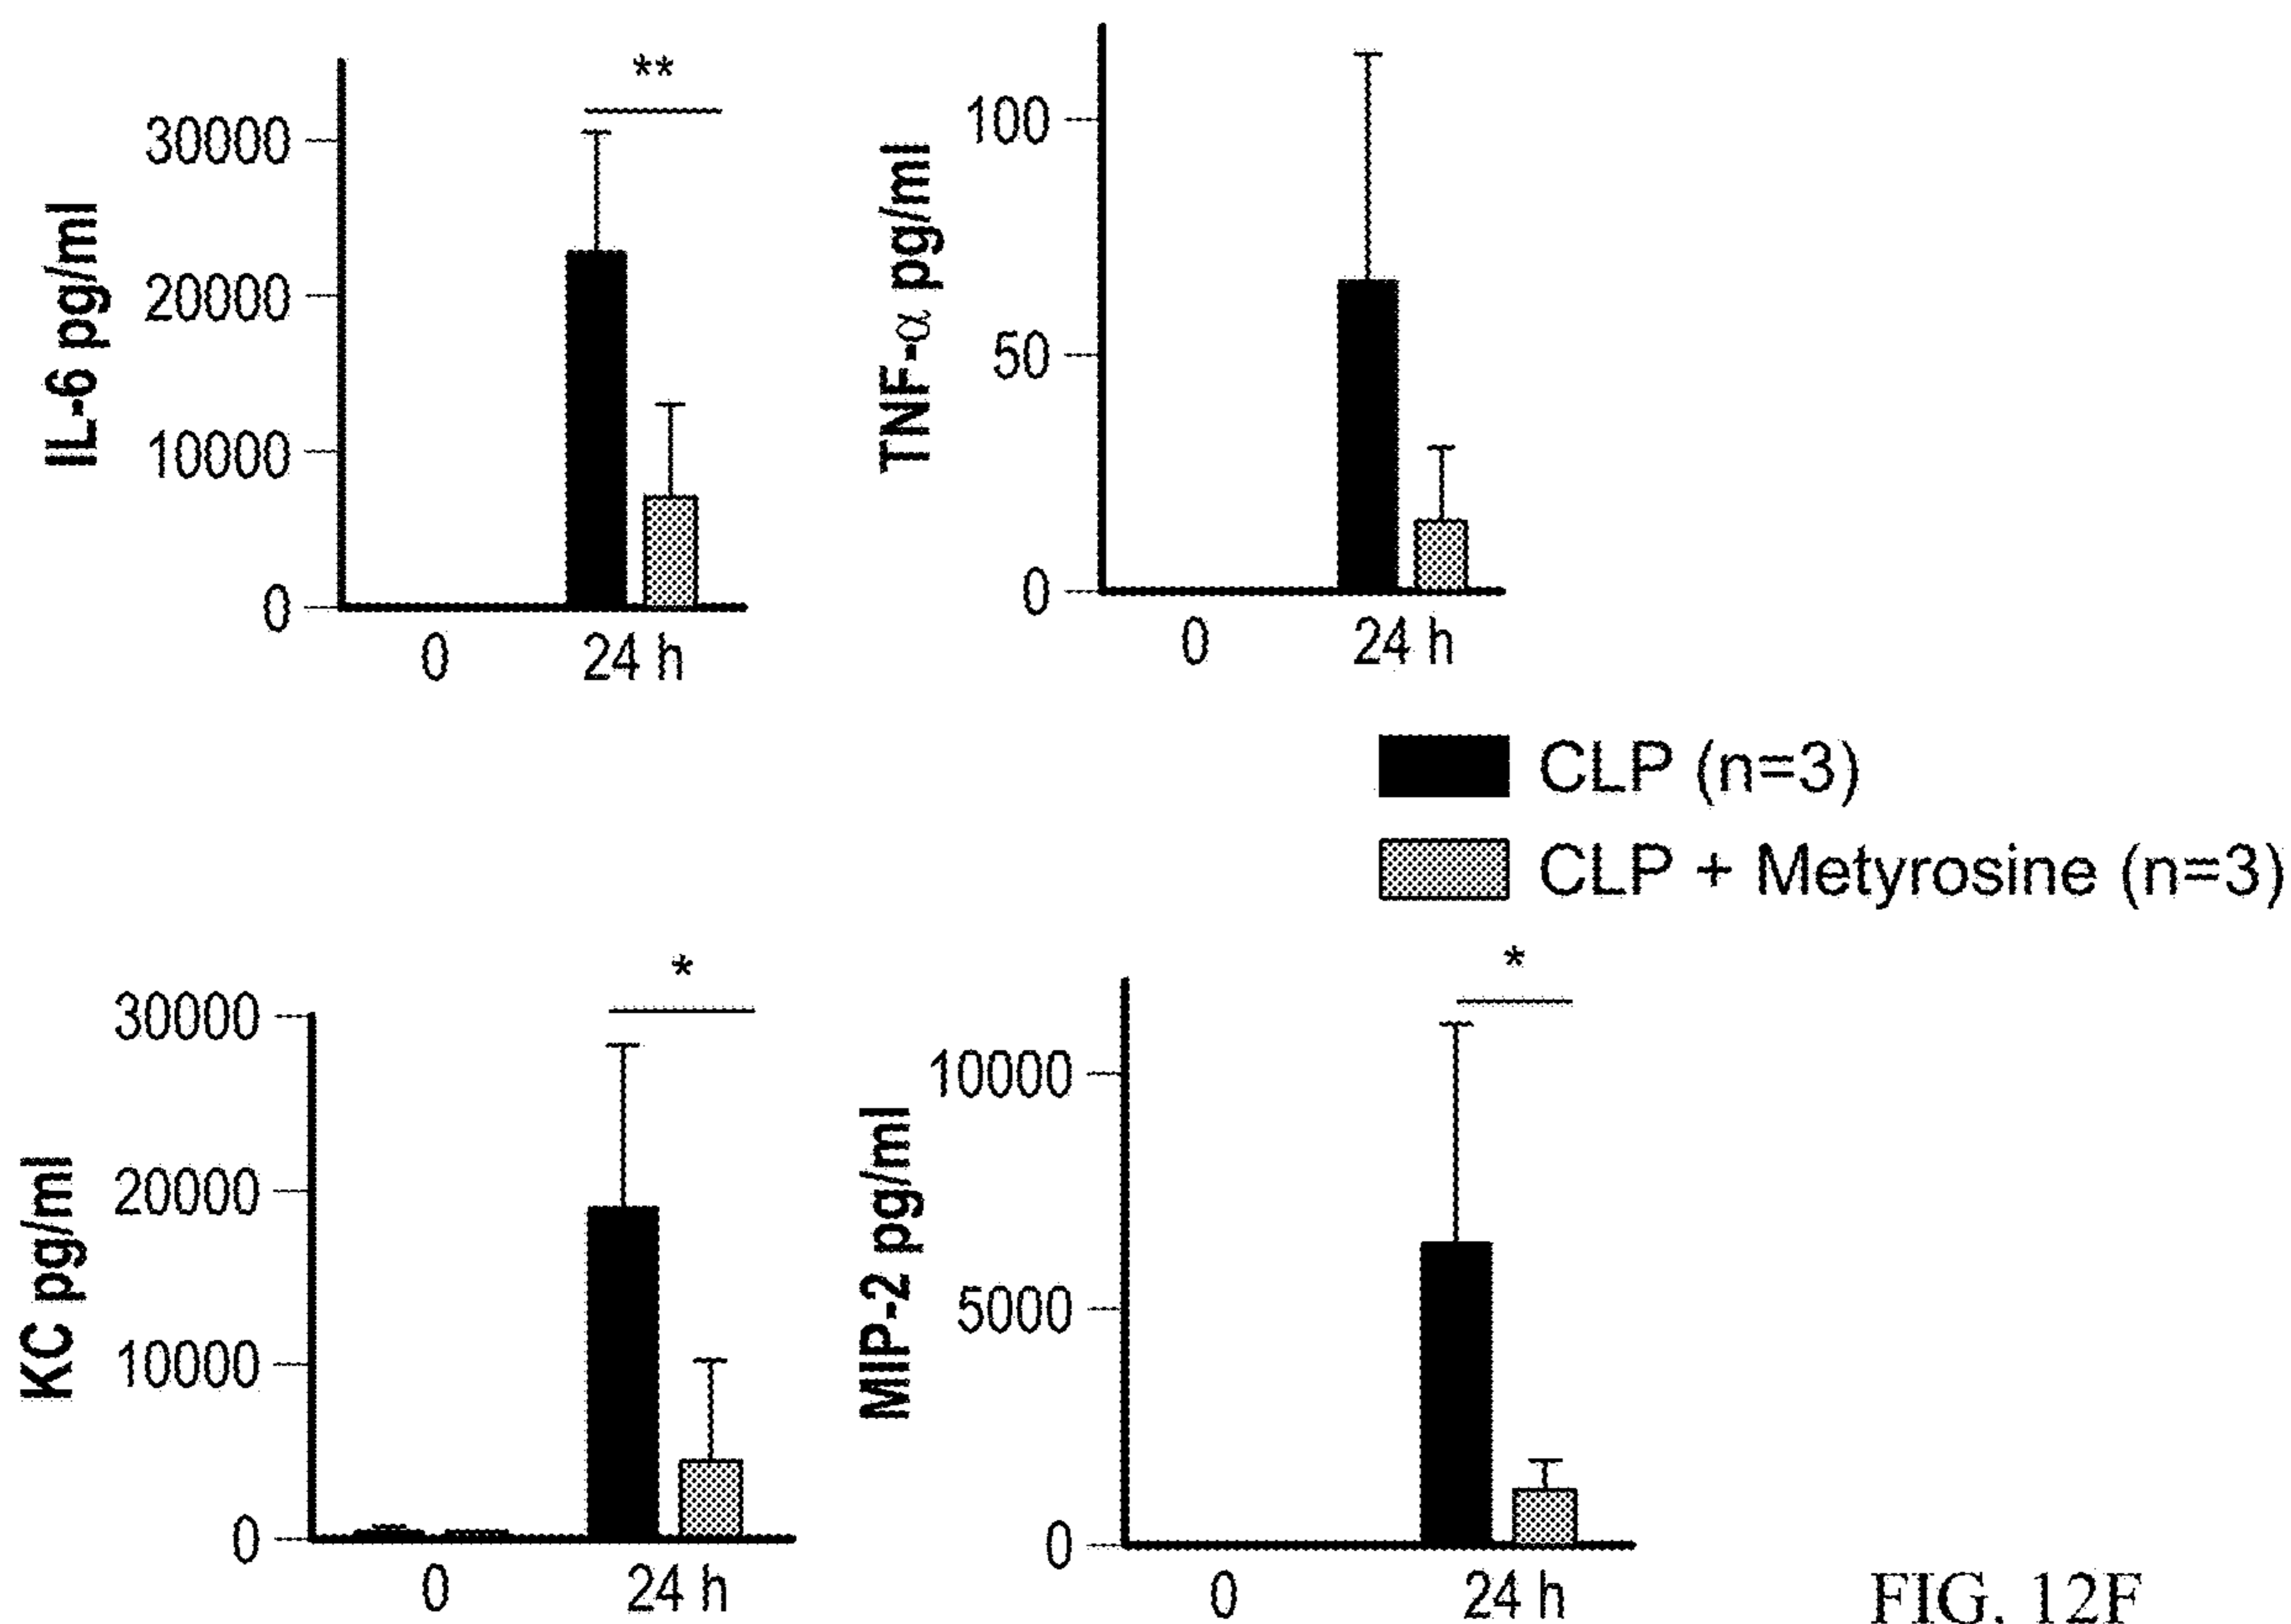 **
IL-6 pg/ml
30000
20000
10000
0
0
24 h
TNF-α pg/ml
100
50
0
0
24 h
CLP (n=3)
CLP + Metyrosine (n=3)
*
KC pg/ml
30000
20000
10000
0
0
24 h
*
MIP-2 pg/ml
10000
5000
0
0
24 h
FIG. 12F